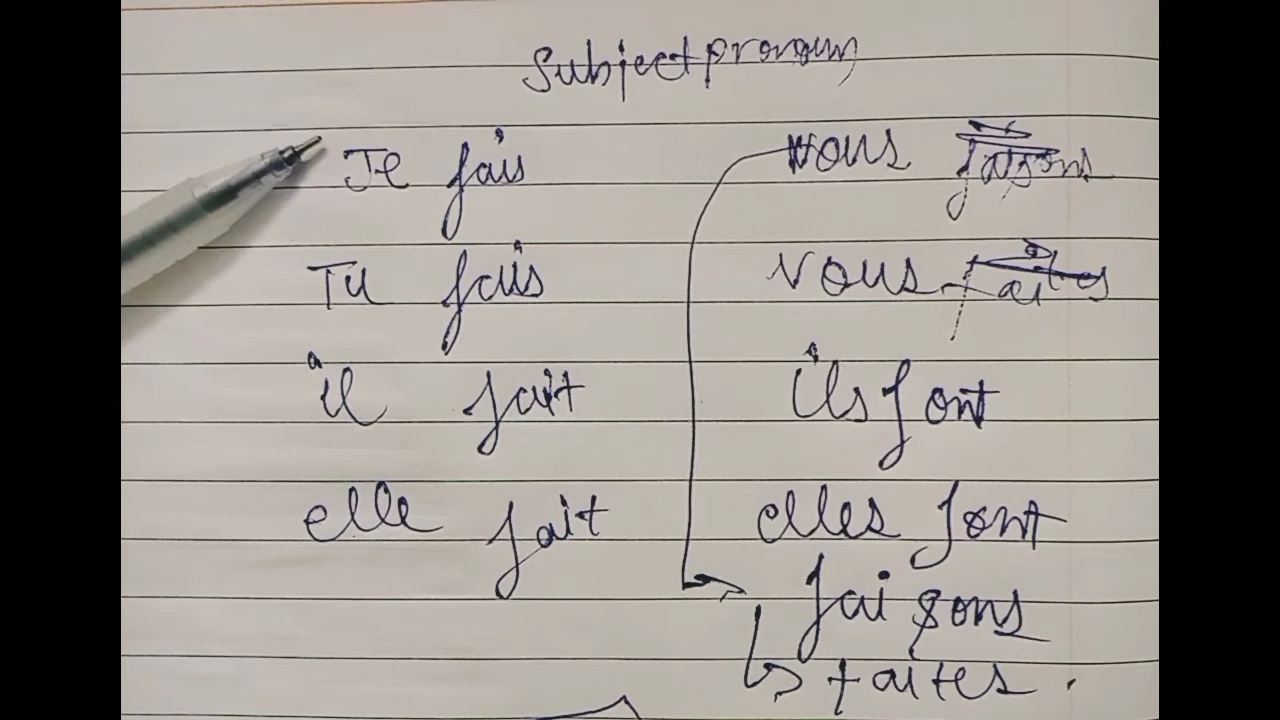 Subject pronoun
Je fais nous faisons
Tu fais vous faites
il fait ils font
elle fait elles font
faisons
faites.